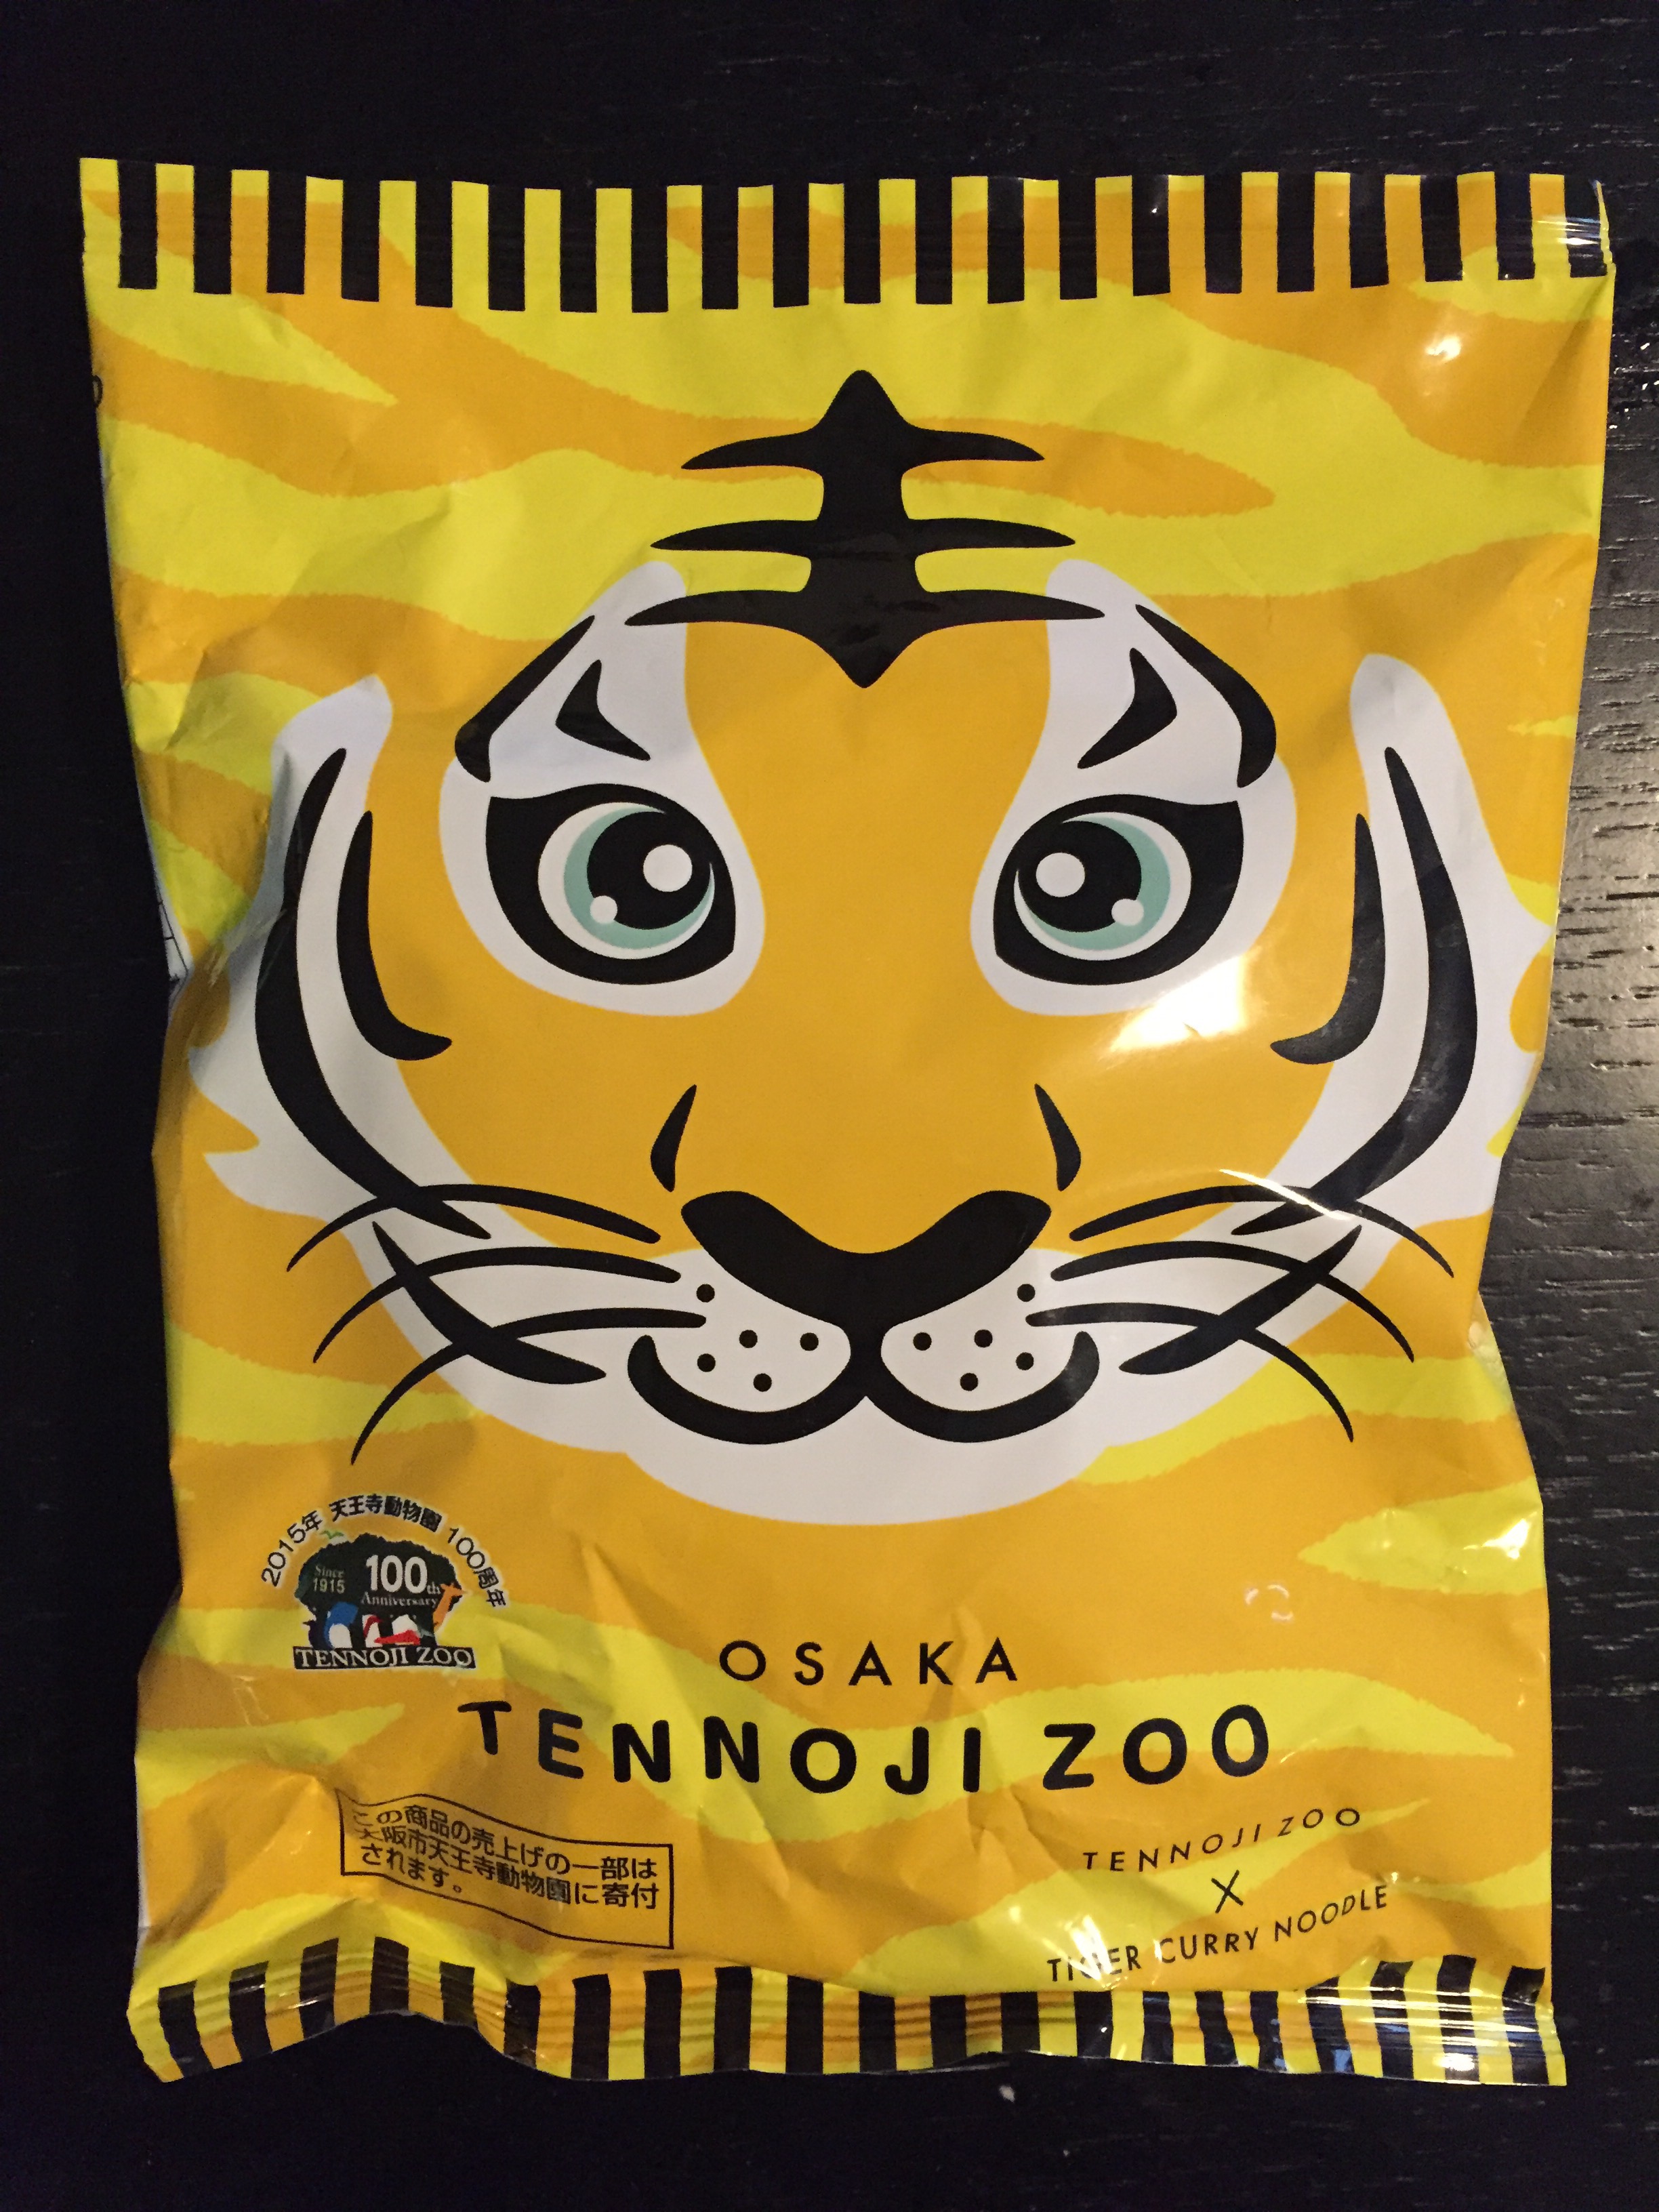 2015年 天王寺動物園 100周年
Since
1915
100th
Anniversary
TENNOJI ZOO
OSAKA
TENNOJI ZOO
この商品の売上げの一部は
大阪市天王寺動物園に寄付
されます。
TENNOJI ZOO
X
TIGER CURRY NOODLE